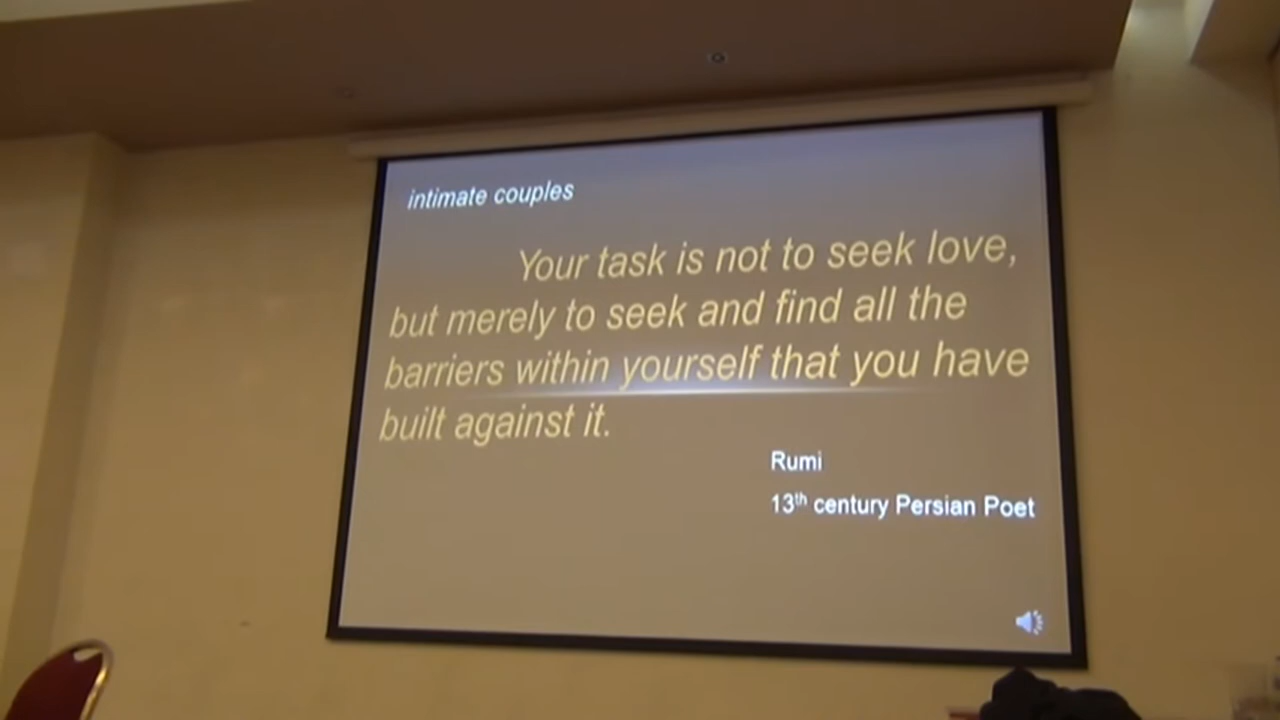 intimate couples
Your task is not to seek love,
but merely to seek and find all the
barriers within yourself that you have
built against it.
Rumi
13th century Persian Poet